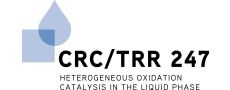 CRC/TRR 247
HETEROGENEOUS OXIDATION
CATALYSIS IN THE LIQUID PHASE